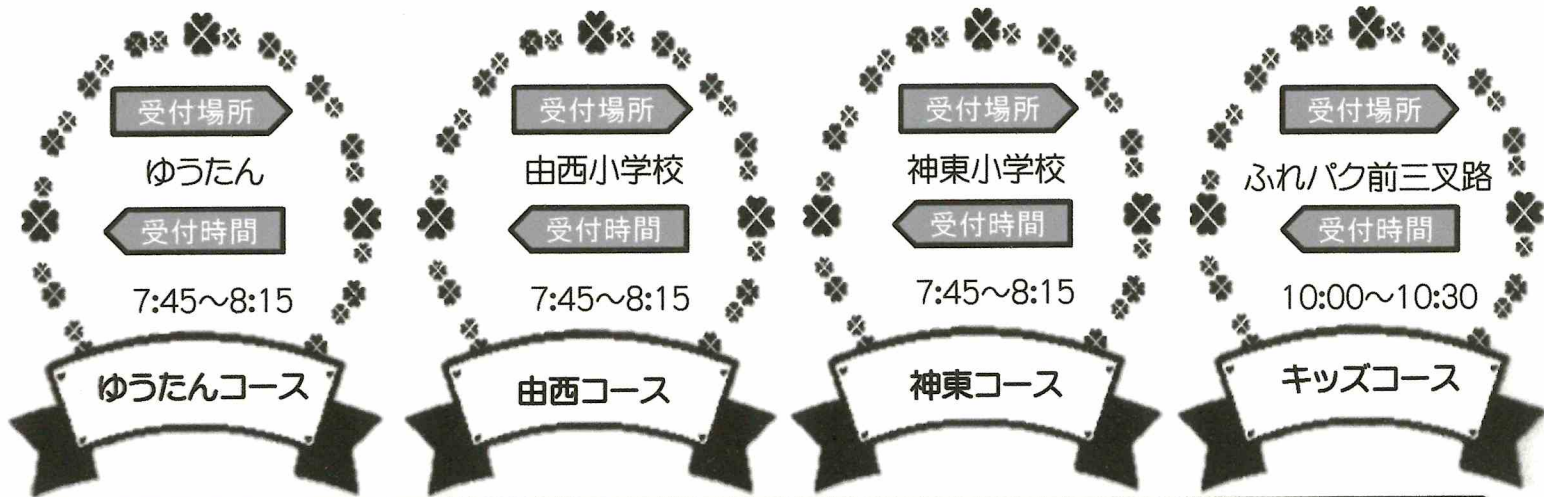 受付場所
ゆうたん
受付時間
7:45～8:15
ゆうたんコース
受付場所
由西小学校
受付時間
7:45～8:15
由西コース
受付場所
神東小学校
受付時間
7:45～8:15
神東コース
受付場所
ふれパク前三叉路
受付時間
10:00～10:30
キッズコース